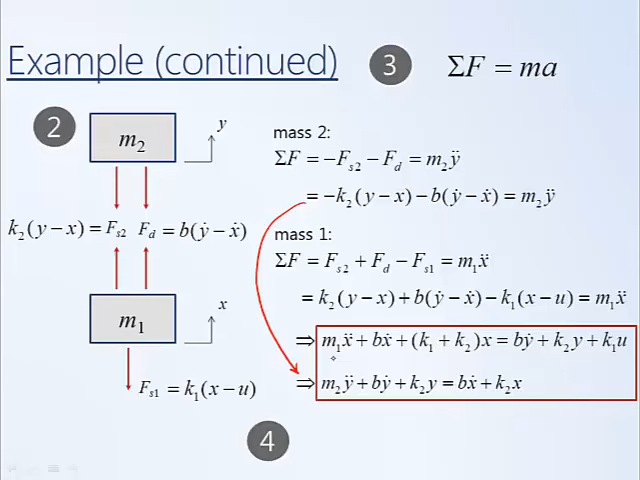 Example (continued)
3
ΣF = ma
2
m₂
y
k₂(y − x) = F_s2 F_d = b(ẏ − ẋ)
m₁
x
F_s1 = k₁(x − u)
mass 2:
ΣF = −F_s2 − F_d = m₂ÿ
= −k₂(y − x) − b(ẏ − ẋ) = m₂ÿ
mass 1:
ΣF = F_s2 + F_d − F_s1 = m₁ẍ
= k₂(y − x) + b(ẏ − ẋ) − k₁(x − u) = m₁ẍ
⇒ m₁ẍ + bẋ + (k₁ + k₂)x = bẏ + k₂y + k₁u
⇒ m₂ÿ + bẏ + k₂y = bẋ + k₂x
4